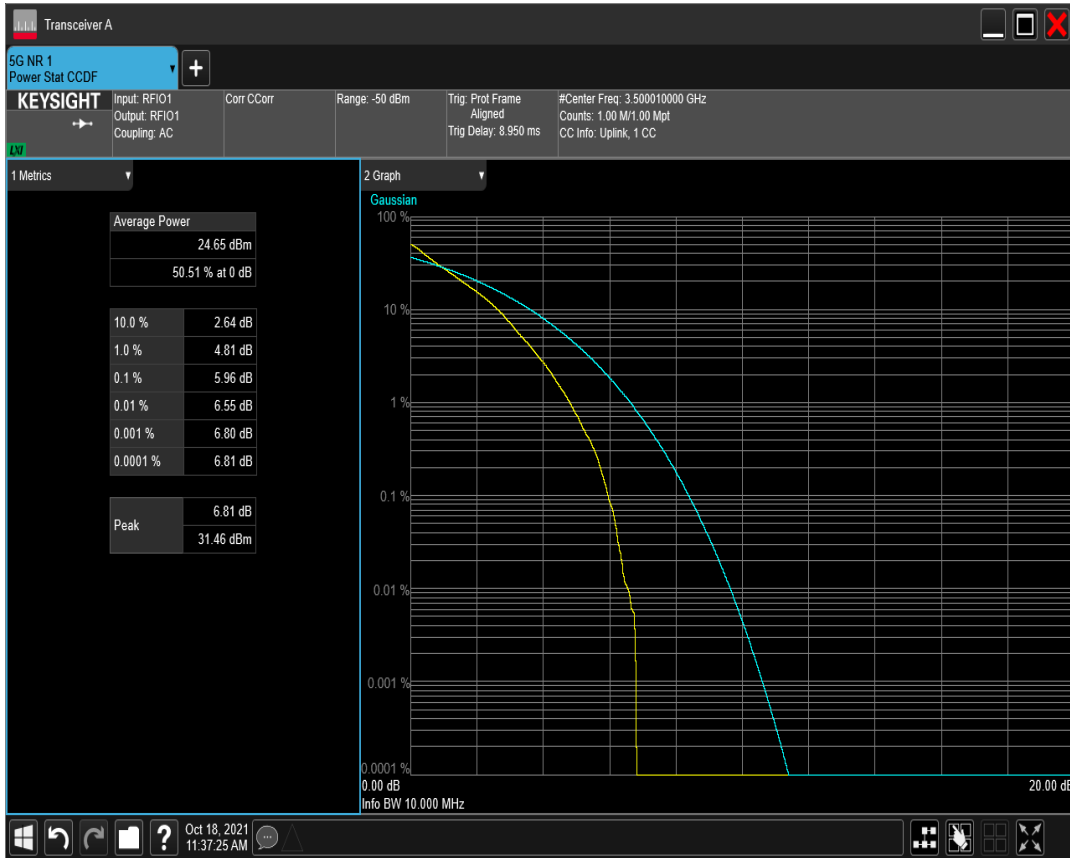 Transceiver A
5G NR 1
Power Stat CCDF
KEYSIGHT
LXI
Input: RFIO1
Output: RFIO1
Coupling: AC
Corr CCorr
Range: -50 dBm
Trig: Prot Frame
Aligned
Trig Delay: 8.950 ms
#Center Freq: 3.500010000 GHz
Counts: 1.00 M/1.00 Mpt
CC Info: Uplink, 1 CC
1 Metrics
Average Power
24.65 dBm
50.51 % at 0 dB
10.0 % 2.64 dB
1.0 % 4.81 dB
0.1 % 5.96 dB
0.01 % 6.55 dB
0.001 % 6.80 dB
0.0001 % 6.81 dB
Peak
6.81 dB
31.46 dBm
2 Graph
Gaussian
100 %
10 %
1 %
0.1 %
0.01 %
0.001 %
0.0001 %
0.00 dB 20.00 dB
Info BW 10.000 MHz
?
Oct 18, 2021
11:37:25 AM